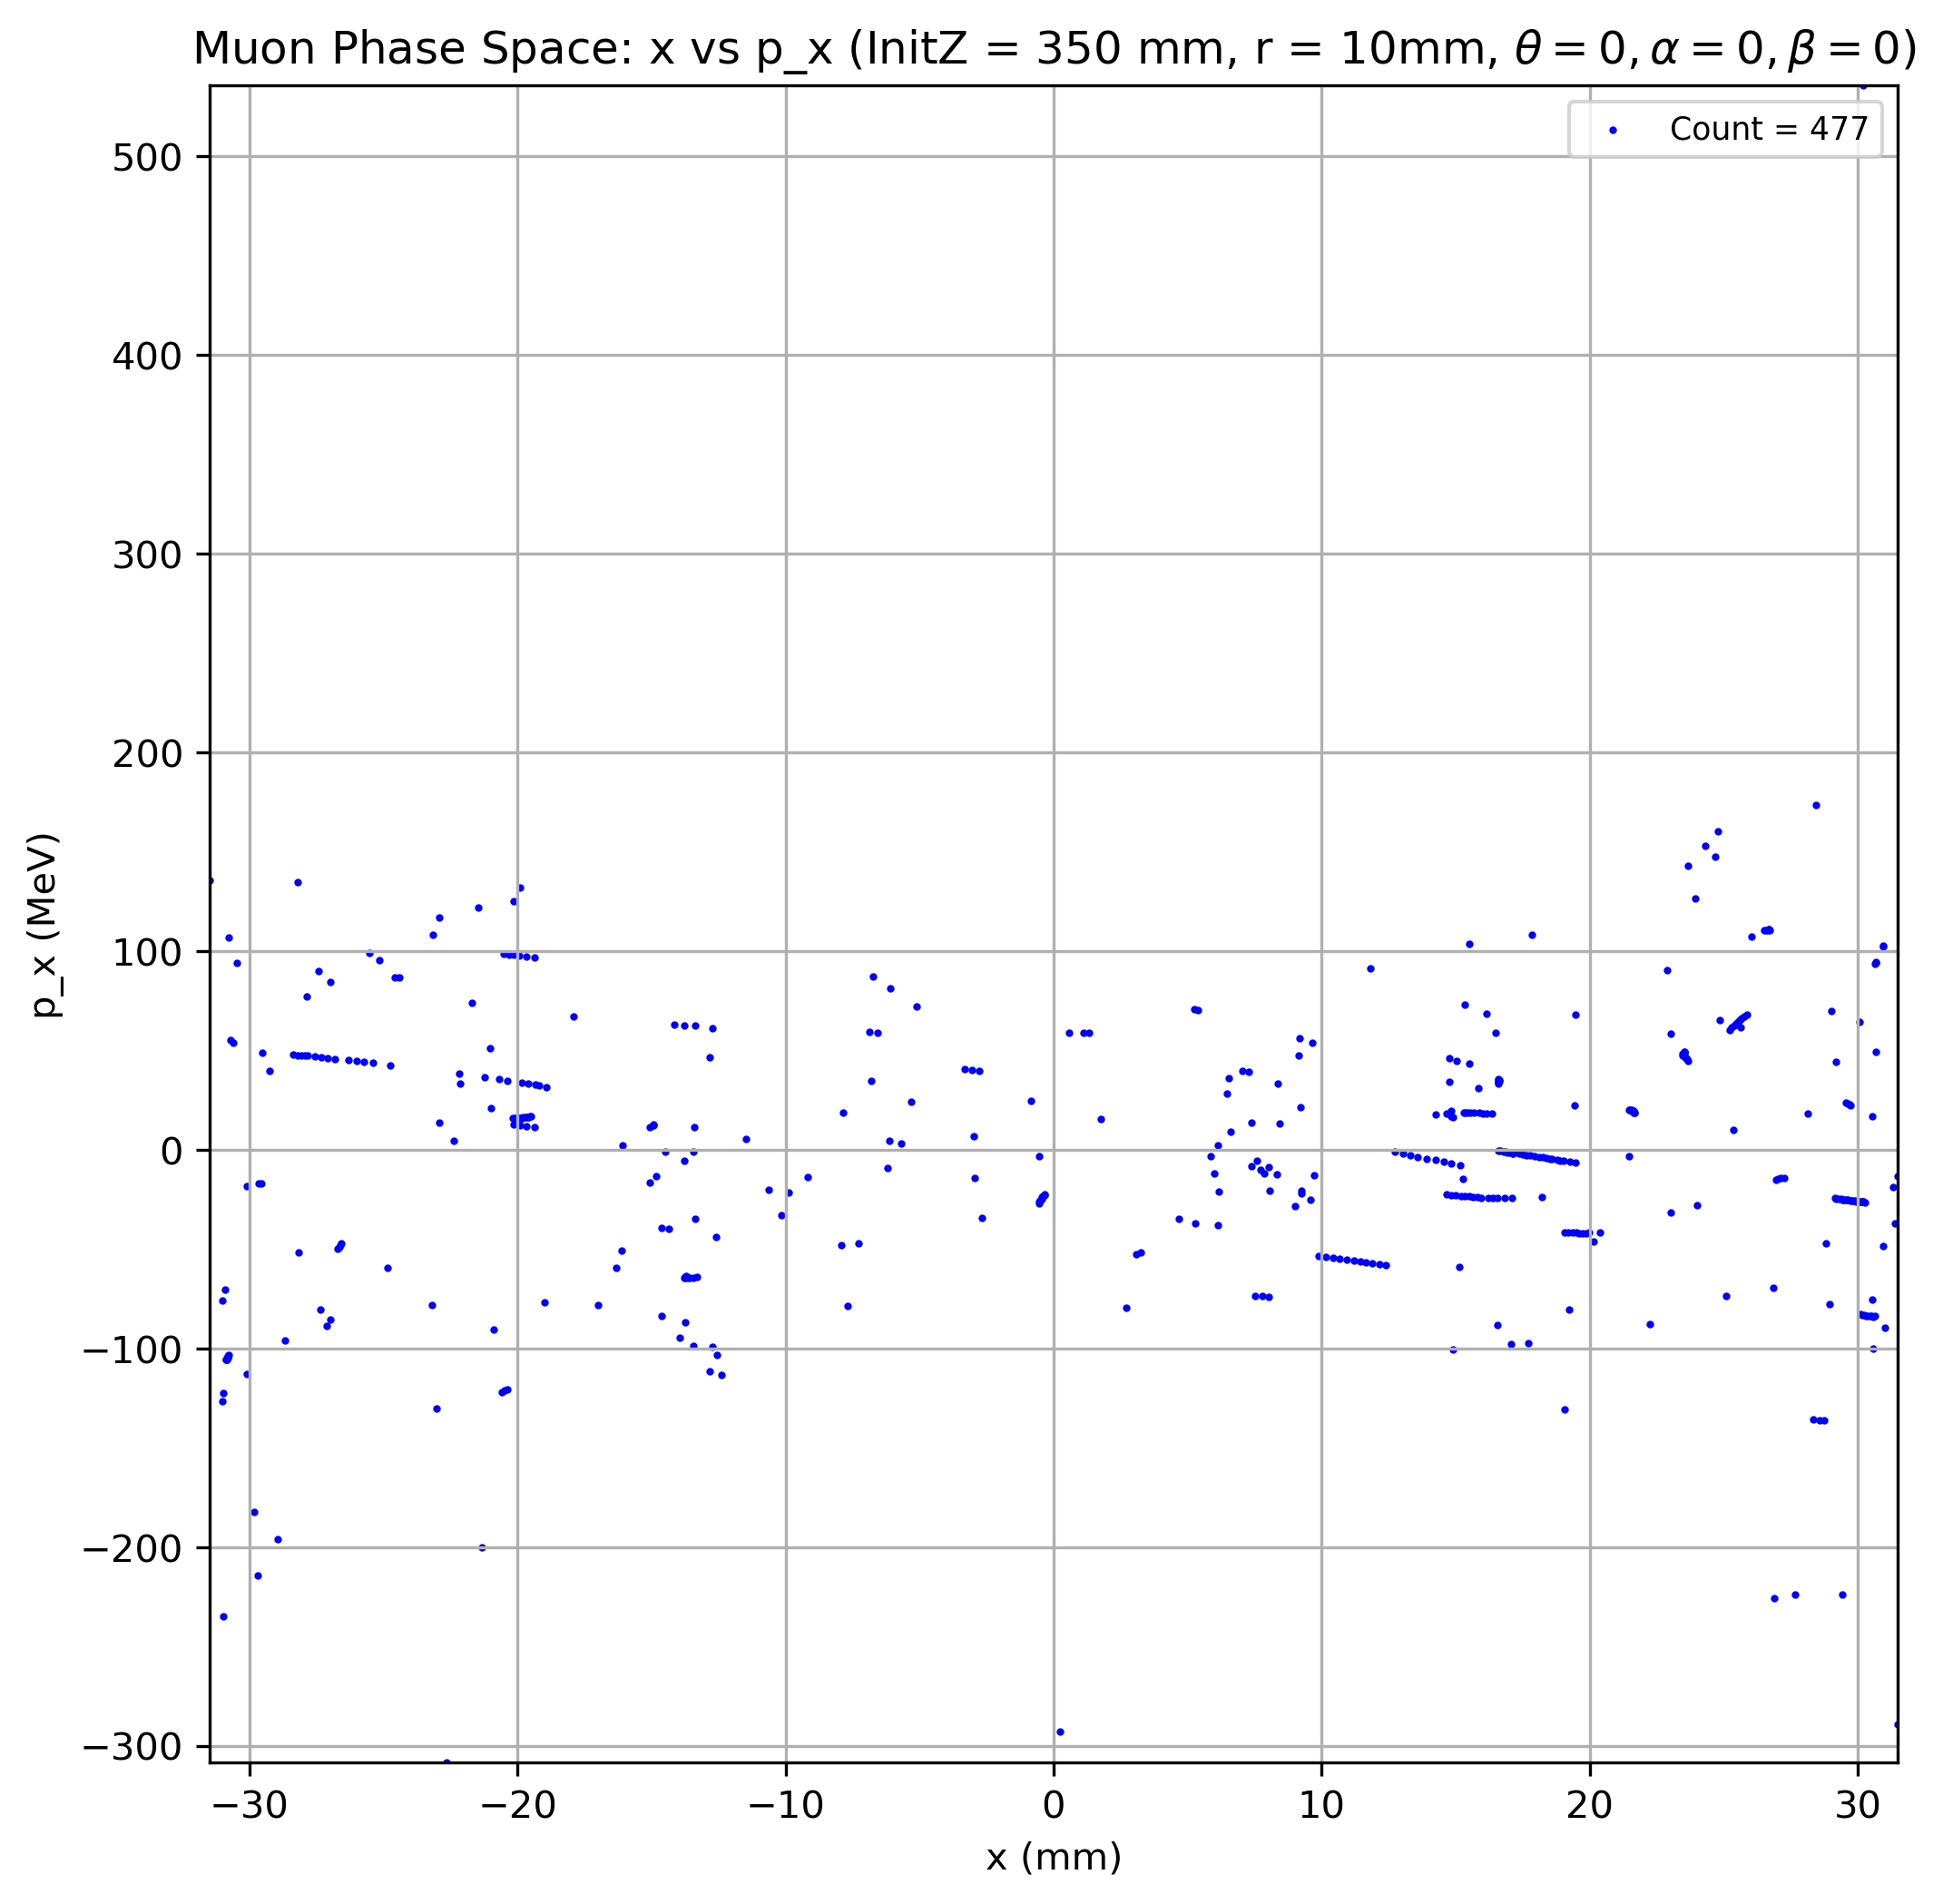 Muon Phase Space: x vs p_x (InitZ = 350 mm, r = 10mm, θ = 0, α = 0, β = 0)
Count = 477
500
400
300
200
100
0
−100
−200
−300
p_x (MeV)
−30 −20 −10 0 10 20 30
x (mm)